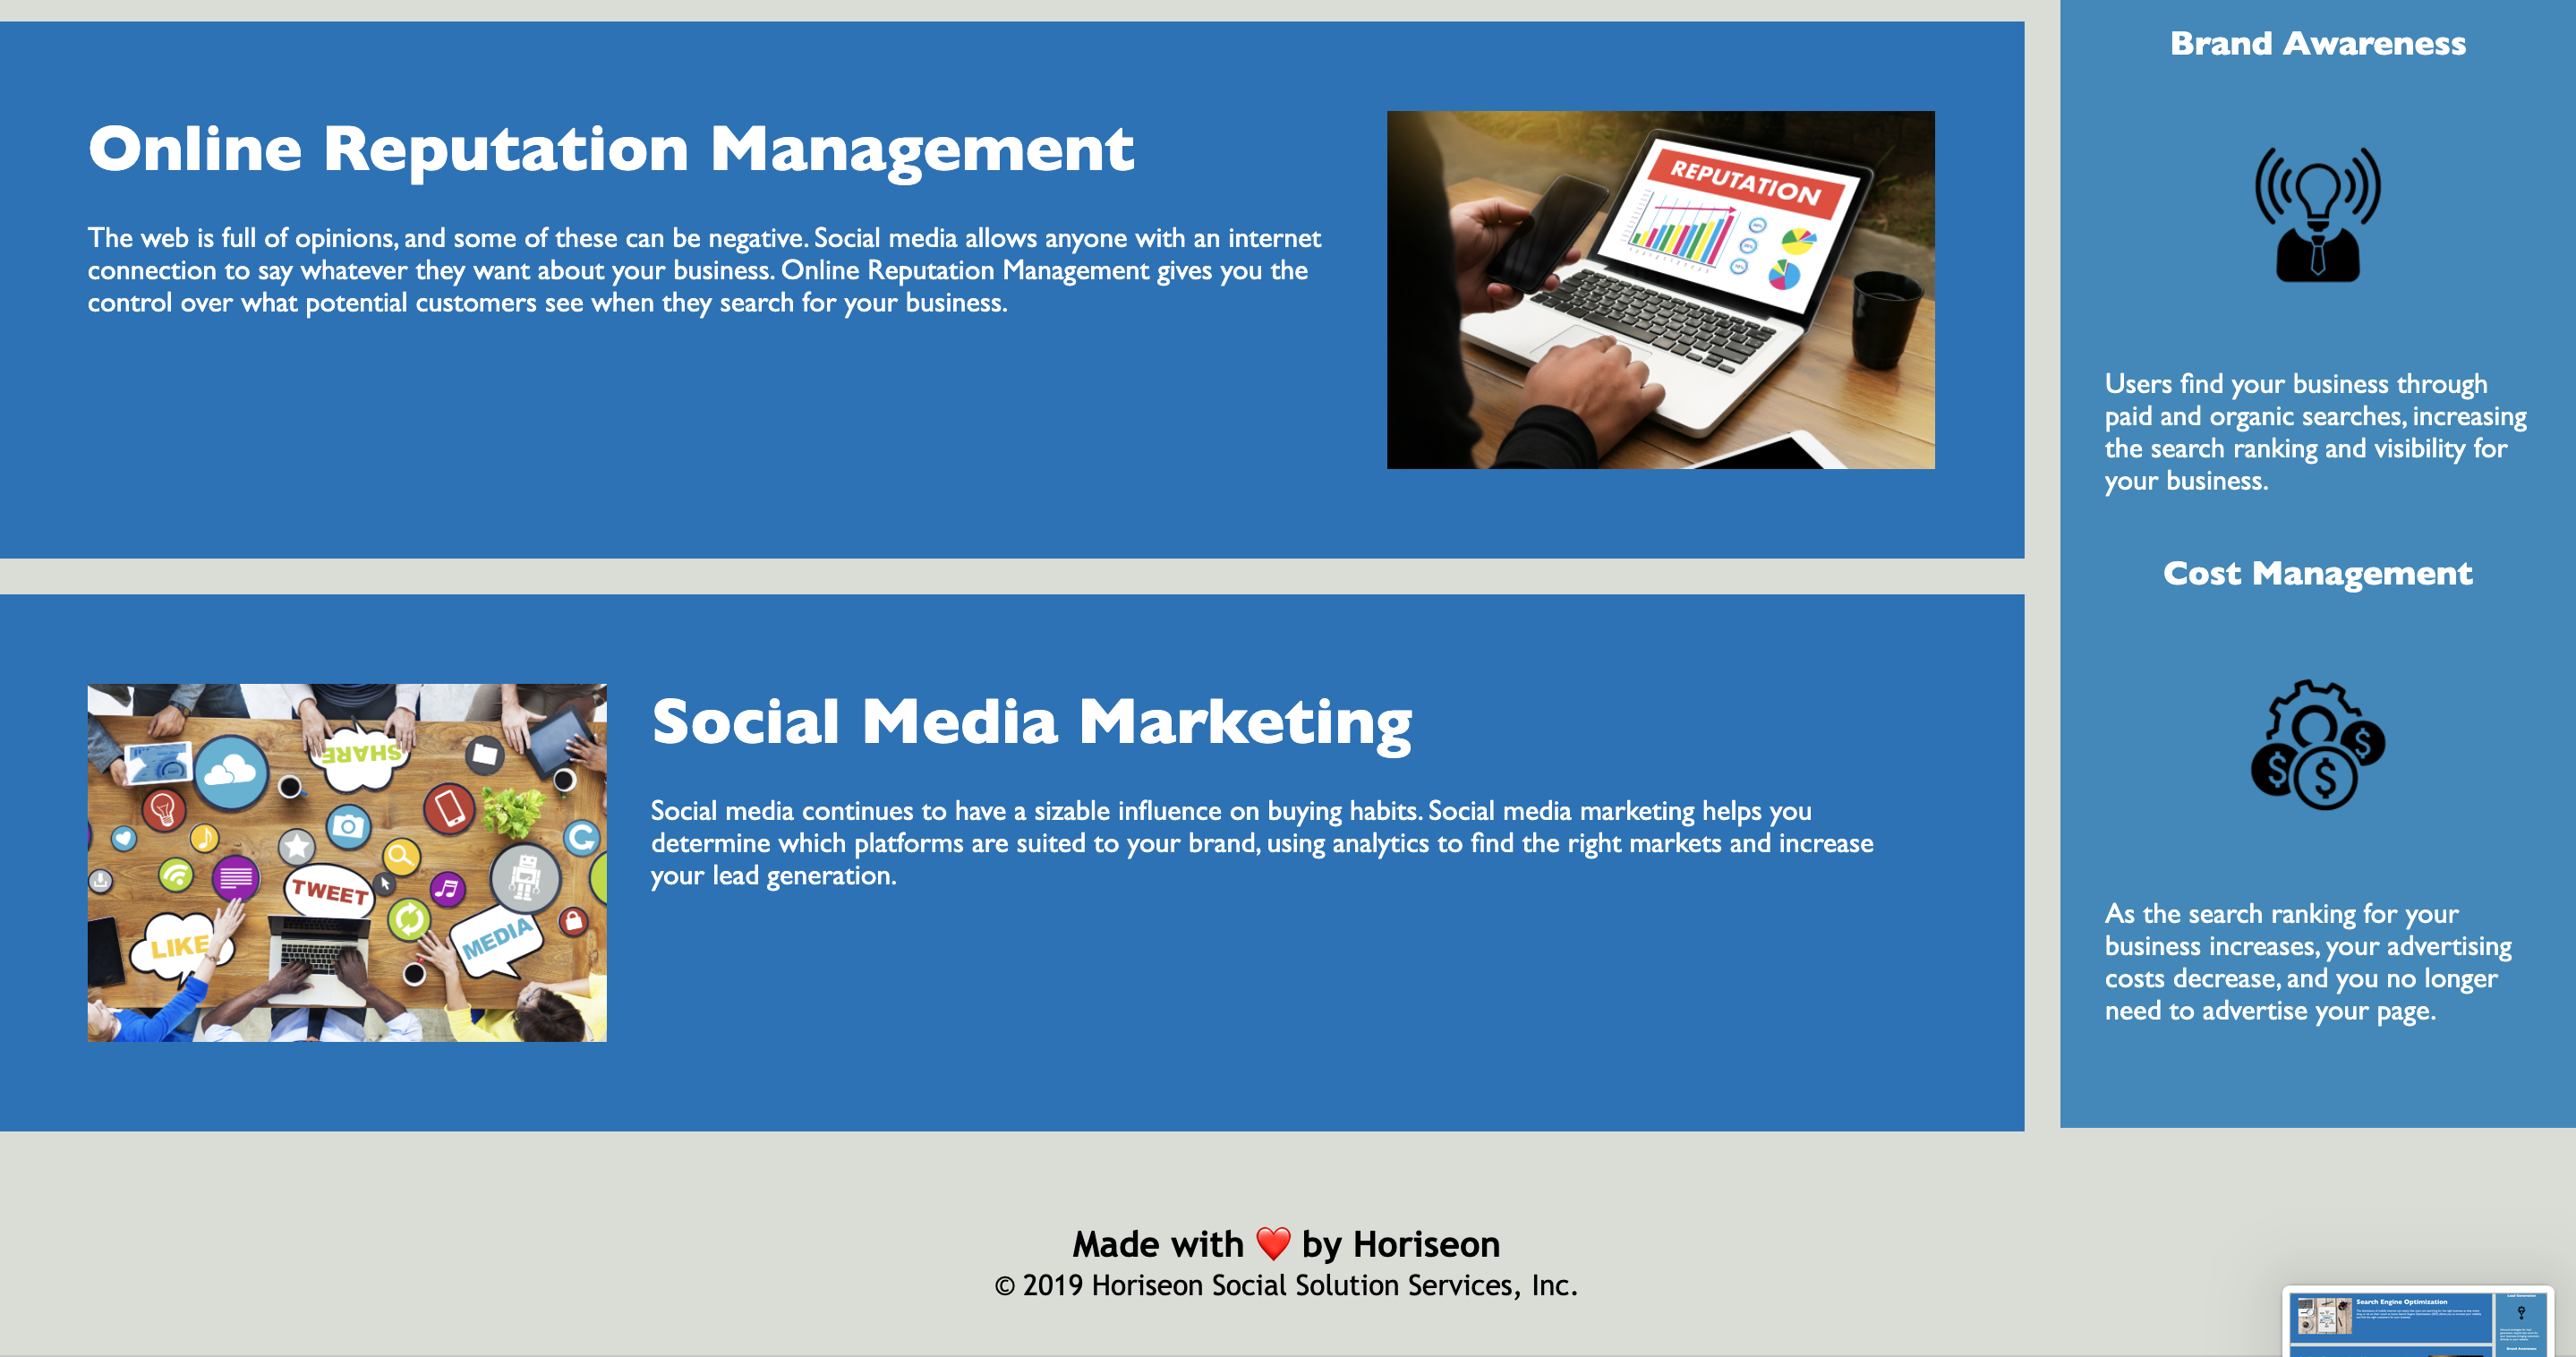 Online Reputation Management
The web is full of opinions, and some of these can be negative. Social media allows anyone with an internet
connection to say whatever they want about your business. Online Reputation Management gives you the
control over what potential customers see when they search for your business.
REPUTATION
Social Media Marketing
Social media continues to have a sizable influence on buying habits. Social media marketing helps you
determine which platforms are suited to your brand, using analytics to find the right markets and increase
your lead generation.
SHARE
TWEET
LIKE
MEDIA
Brand Awareness
Users find your business through
paid and organic searches, increasing
the search ranking and visibility for
your business.
Cost Management
$ $ $
As the search ranking for your
business increases, your advertising
costs decrease, and you no longer
need to advertise your page.
Made with ❤️ by Horiseon
© 2019 Horiseon Social Solution Services, Inc.
Search Engine Optimization
Lead Generation
Brand Awareness